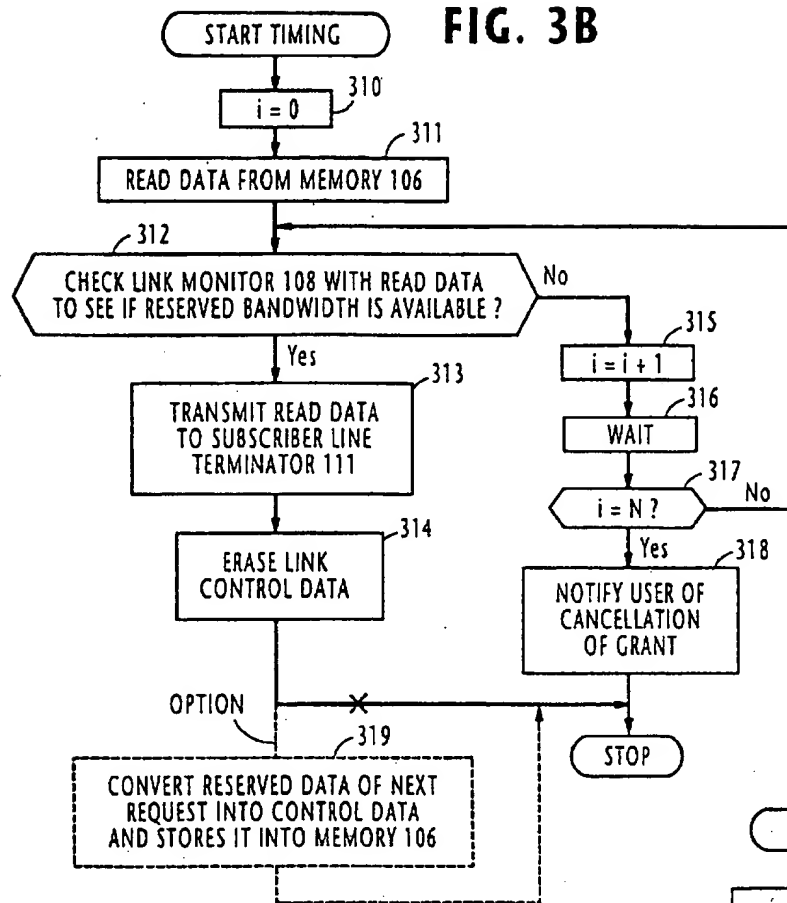 FIG. 3B
START TIMING
310
i = 0
311
READ DATA FROM MEMORY 106
312
CHECK LINK MONITOR 108 WITH READ DATA
TO SEE IF RESERVED BANDWIDTH IS AVAILABLE ?
No
Yes
313
TRANSMIT READ DATA
TO SUBSCRIBER LINE
TERMINATOR 111
314
ERASE LINK
CONTROL DATA
315
i = i + 1
316
WAIT
317
i = N ?
No
Yes
318
NOTIFY USER OF
CANCELLATION
OF GRANT
OPTION
319
CONVERT RESERVED DATA OF NEXT
REQUEST INTO CONTROL DATA
AND STORES IT INTO MEMORY 106
STOP